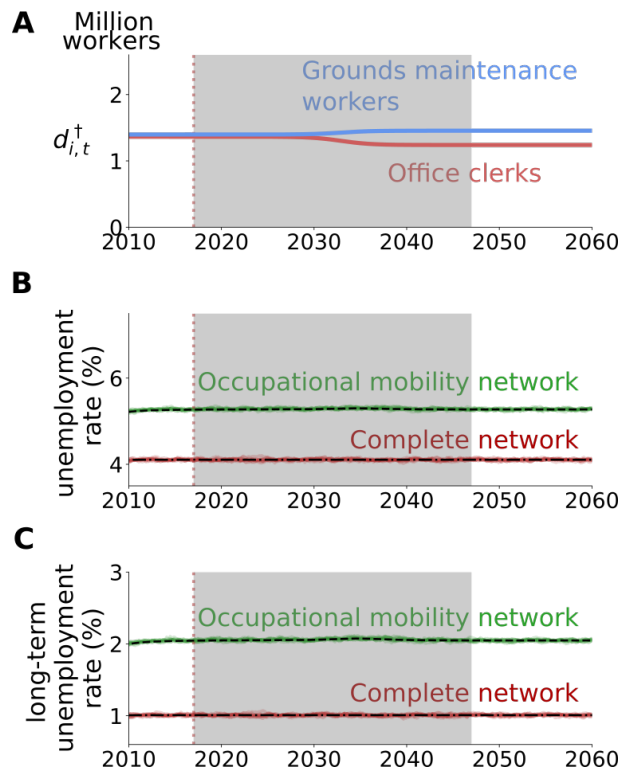 A
Million
workers
Grounds maintenance
workers
2
d†i,t
1
Office clerks
0
2010 2020 2030 2040 2050 2060
B
unemployment
rate (%)
6
Occupational mobility network
Complete network
4
2010 2020 2030 2040 2050 2060
C
long-term
unemployment
rate (%)
3
Occupational mobility network
2
Complete network
1
2010 2020 2030 2040 2050 2060